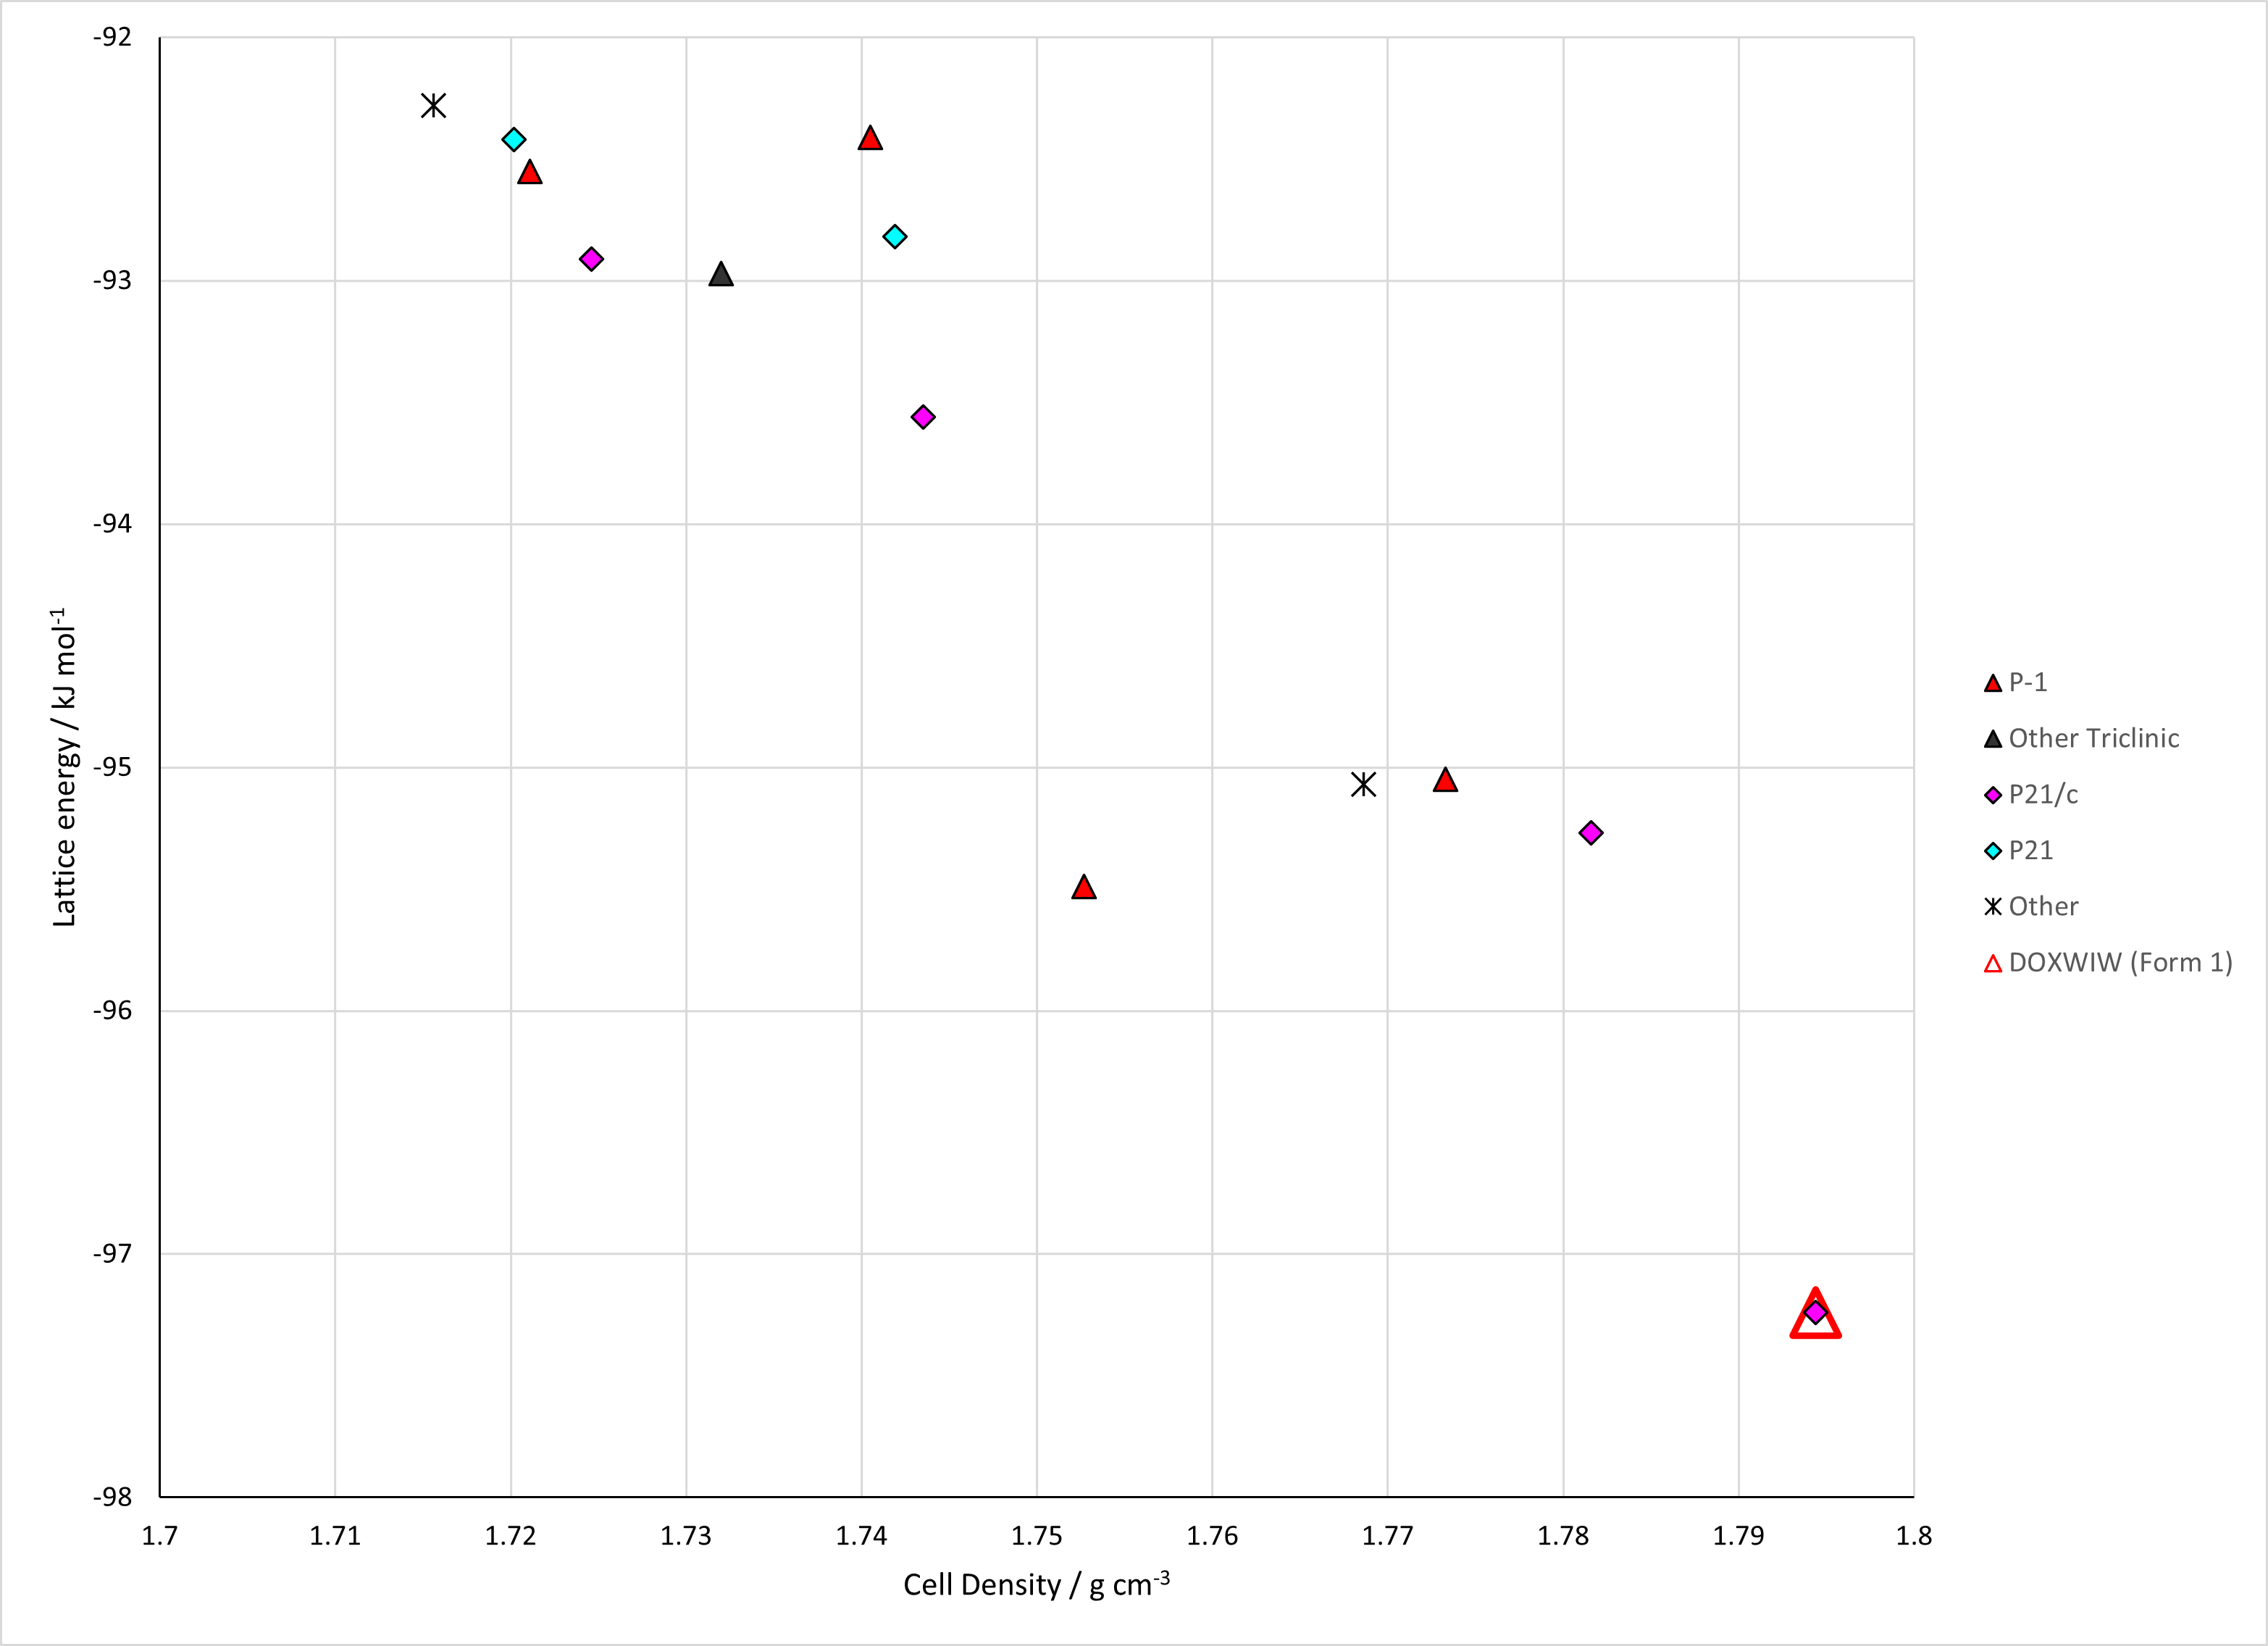 -92
-93
-94
-95
-96
-97
-98
Lattice energy / kJ mol-1
1.7 1.71 1.72 1.73 1.74 1.75 1.76 1.77 1.78 1.79 1.8
Cell Density / g cm-3
P-1
Other Triclinic
P21/c
P21
Other
DOXWIW (Form 1)